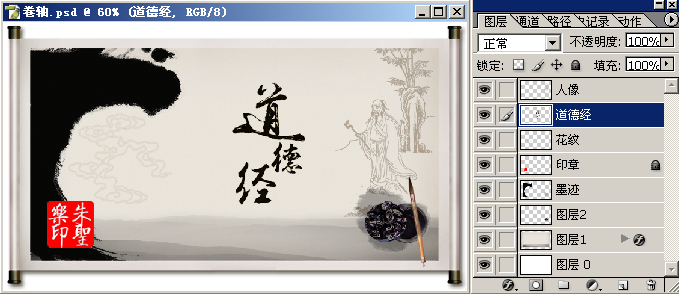 卷轴.psd @ 60% (道德经, RGB/8)
道
德
经
朱聖
樂印
图层 通道 路径 记录 动作
正常 不透明度: 100%
锁定: 填充: 100%
人像
道德经
花纹
印章
墨迹
图层2
图层1
图层 0